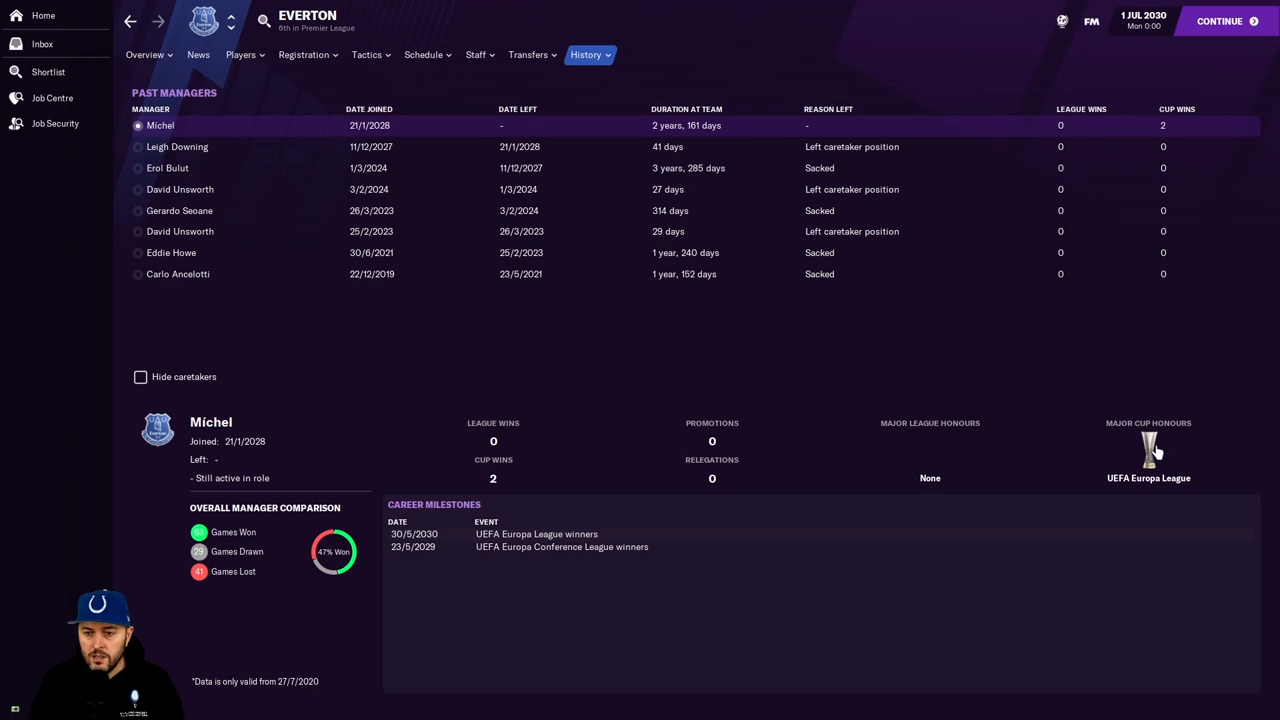 Home
EVERTON
6th in Premier League
FM
1 JUL 2030
Mon 0:00
CONTINUE
Inbox
Shortlist
Job Centre
Job Security
Overview News Players Registration Tactics Schedule Staff Transfers History
PAST MANAGERS
MANAGER DATE JOINED DATE LEFT DURATION AT TEAM REASON LEFT LEAGUE WINS CUP WINS
Míchel 21/1/2028 - 2 years, 161 days - 0 2
Leigh Downing 11/12/2027 21/1/2028 41 days Left caretaker position 0 0
Erol Bulut 1/3/2024 11/12/2027 3 years, 285 days Sacked 0 0
David Unsworth 3/2/2024 1/3/2024 27 days Left caretaker position 0 0
Gerardo Seoane 26/3/2023 3/2/2024 314 days Sacked 0 0
David Unsworth 25/2/2023 26/3/2023 29 days Left caretaker position 0 0
Eddie Howe 30/6/2021 25/2/2023 1 year, 240 days Sacked 0 0
Carlo Ancelotti 22/12/2019 23/5/2021 1 year, 152 days Sacked 0 0
Hide caretakers
Míchel
Joined: 21/1/2028
Left: -
- Still active in role
LEAGUE WINS
0
CUP WINS
2
PROMOTIONS
0
RELEGATIONS
0
MAJOR LEAGUE HONOURS
None
MAJOR CUP HONOURS
UEFA Europa League
OVERALL MANAGER COMPARISON
63 Games Won
29 Games Drawn
41 Games Lost
47% Won
CAREER MILESTONES
DATE EVENT
30/5/2030 UEFA Europa League winners
23/5/2029 UEFA Europa Conference League winners
*Data is only valid from 27/7/2020